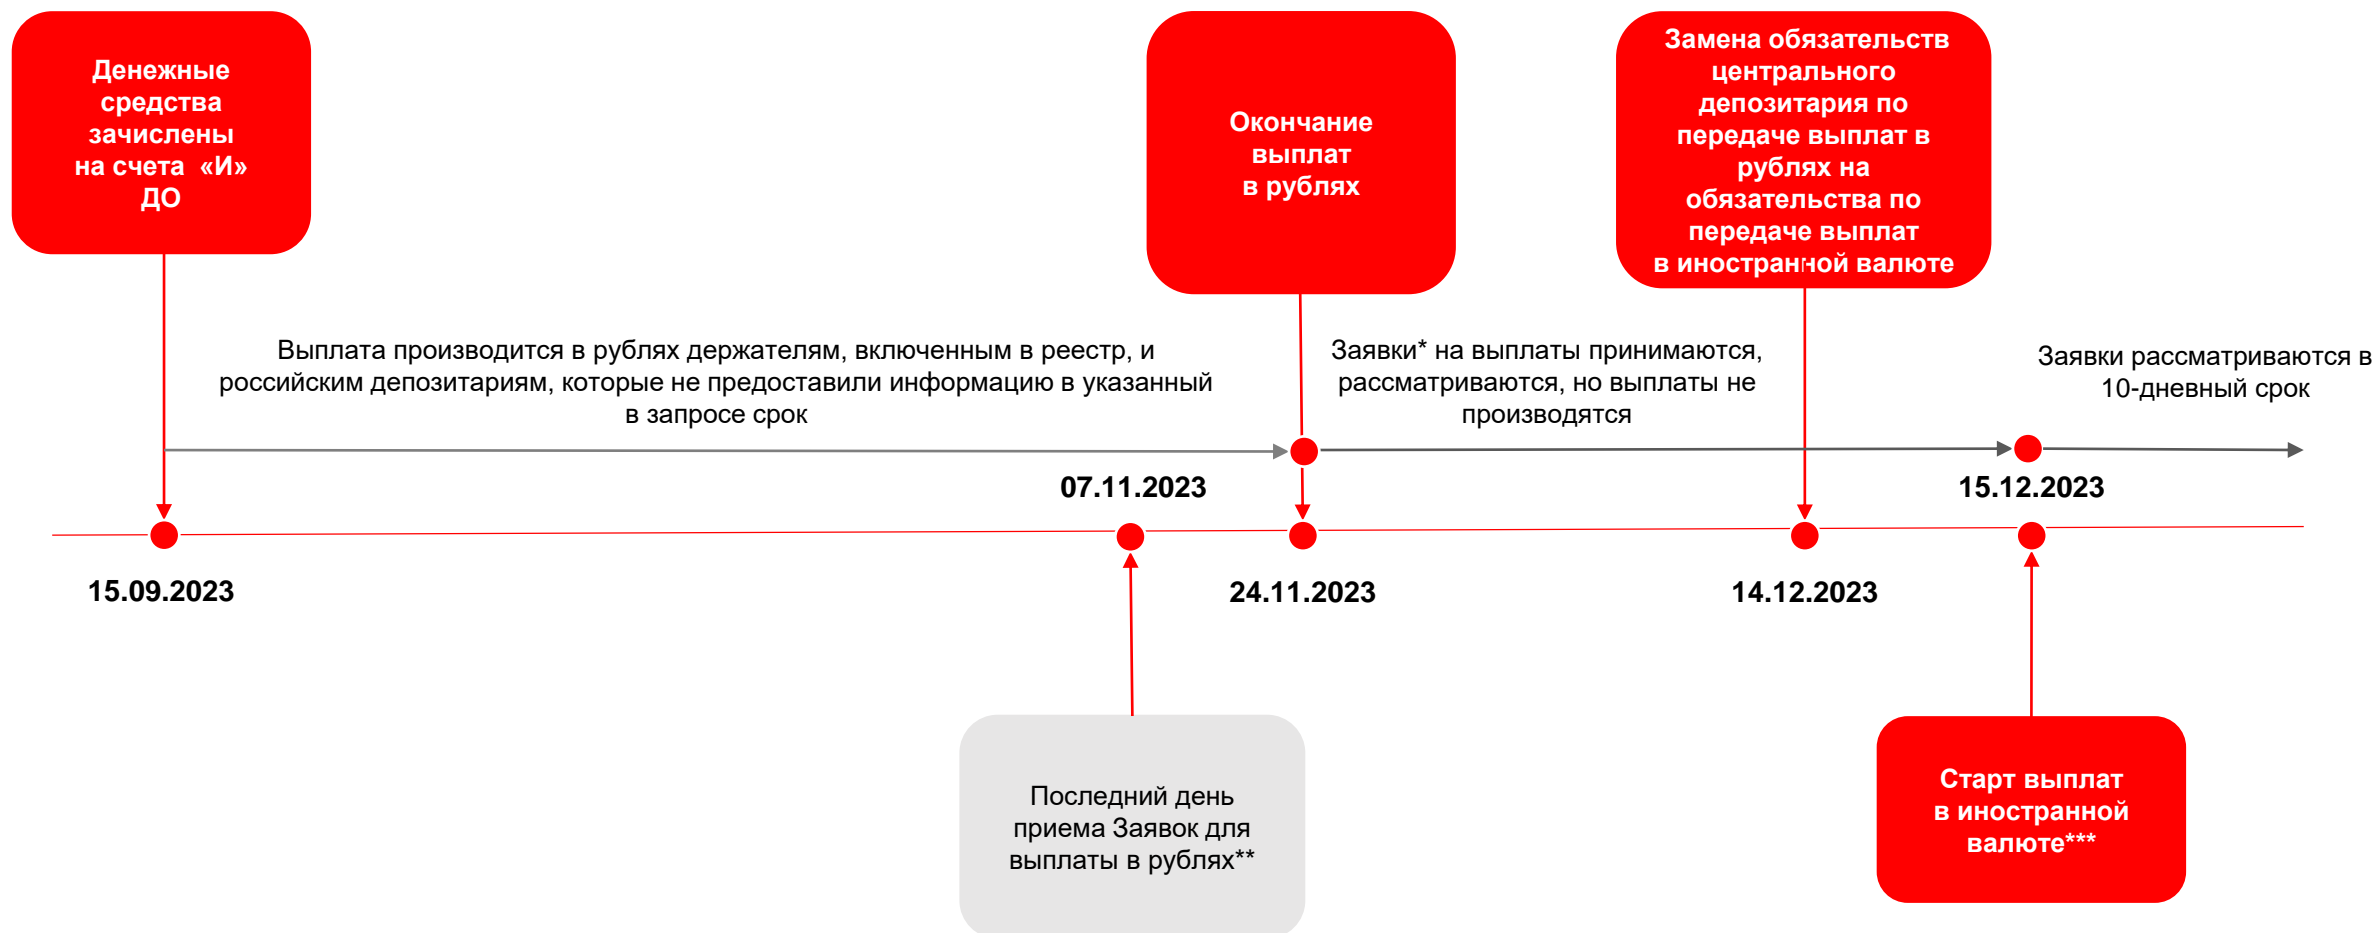 Денежные
средства
зачислены
на счета «И»
ДО
Окончание
выплат
в рублях
Замена обязательств
центрального
депозитария по
передаче выплат в
рублях на
обязательства по
передаче выплат
в иностранной валюте
Выплата производится в рублях держателям, включенным в реестр, и
российским депозитариям, которые не предоставили информацию в указанный
в запросе срок
Заявки* на выплаты принимаются,
рассматриваются, но выплаты не
производятся
Заявки рассматриваются в
10-дневный срок
07.11.2023
15.12.2023
15.09.2023
24.11.2023
14.12.2023
Последний день
приема Заявок для
выплаты в рублях**
Старт выплат
в иностранной
валюте***